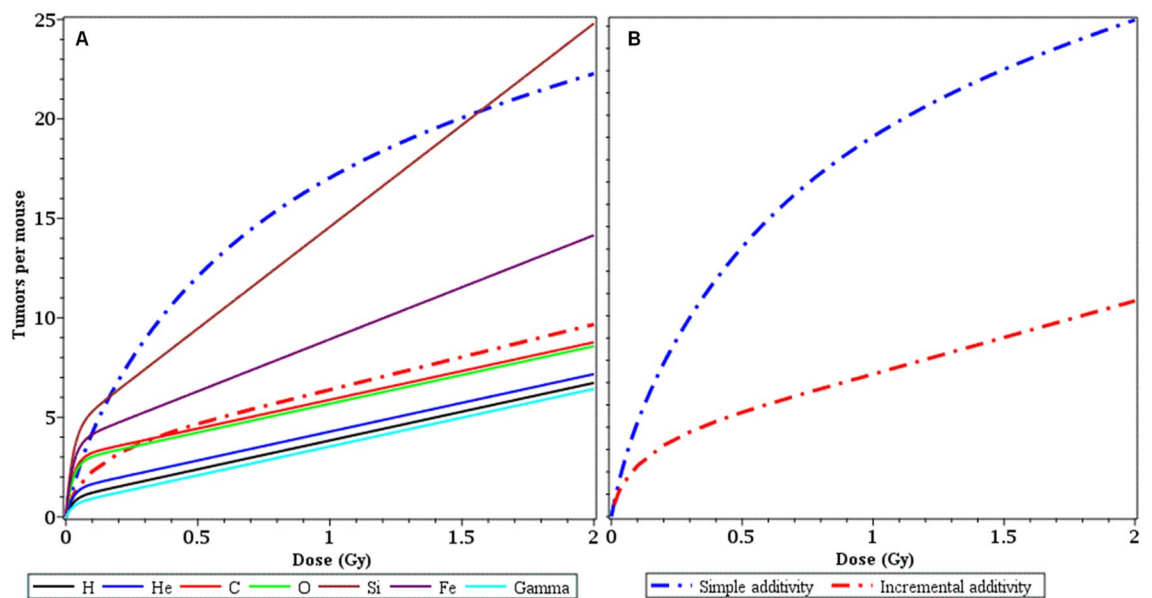 A
B
Tumors per mouse
25
20
15
10
5
0
0 0.5 1 1.5 2
0 0.5 1 1.5 2
Dose (Gy)
Dose (Gy)
H He C O Si Fe Gamma
Simple additivity Incremental additivity